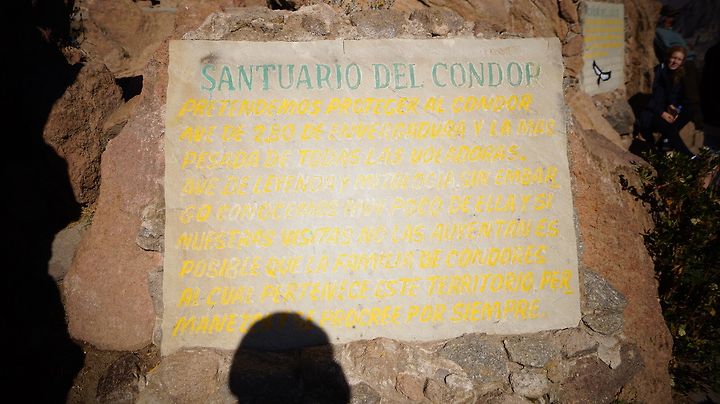 SANTUARIO DEL CONDOR
PRETENDEMOS PROTEGER AL CONDOR
AVE DE 2.80 DE ENVERGADURA Y LA MAS
PESADA DE TODAS LAS VOLADORAS.
AVE DE LEYENDA Y MITOLOGIA, SIN EMBAR
GO CONOCEMOS MUY POCO DE ELLA Y SI
NUESTRAS VISITAS NO LAS AUYENTAN ES
POSIBLE QUE LA FAMILIA DE CONDORES
AL CUAL PERTENECE ESTE TERRITORIO, PER
MANEZCA Y SE PROCREE POR SIEMPRE.